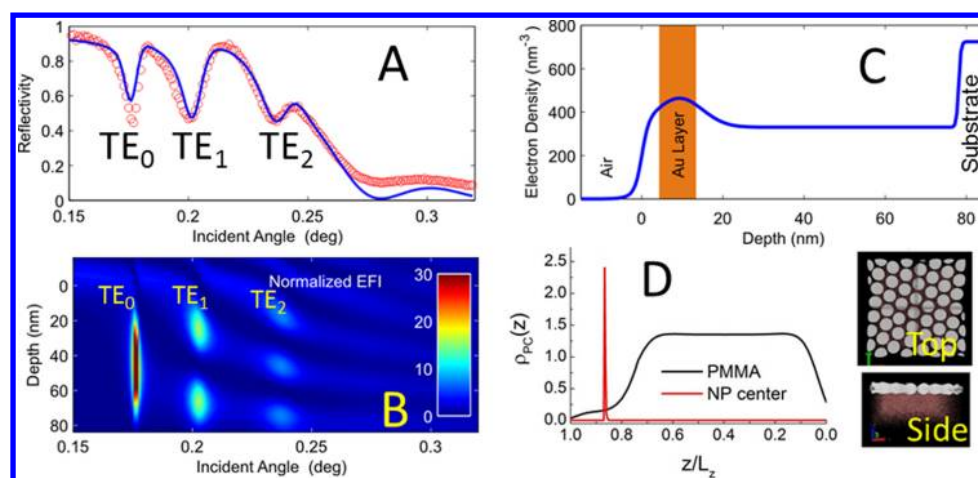 A
Reflectivity
1
0.8
0.6
0.4
0.2
0
TE0
TE1
TE2
0.15
0.2
0.25
0.3
Incident Angle (deg)
C
Electron Density (nm-3)
800
600
400
200
0
Air
Au Layer
Substrate
0
20
40
60
80
Depth (nm)
B
Normalized EFI
TE0
TE1
TE2
30
20
10
0
Depth (nm)
0
20
40
60
80
0.15
0.2
0.25
0.3
Incident Angle (deg)
D
ρPC(z)
2.5
2.0
1.5
1.0
0.5
0.0
PMMA
NP center
1.0
0.8
0.6
0.4
0.2
0.0
z/Lz
Top
Side